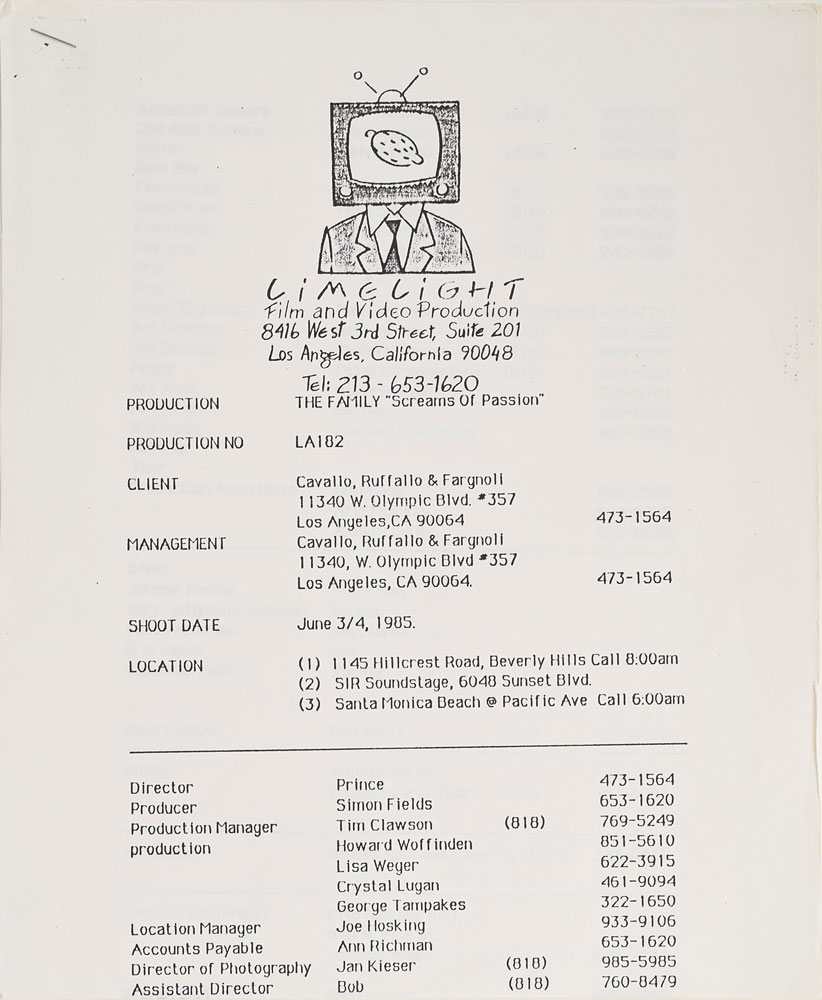 LIMELIGHT
Film and Video Production
8416 West 3rd Street, Suite 201
Los Angeles, California 90048
Tel: 213 - 653-1620
PRODUCTION THE FAMILY "Screams Of Passion"
PRODUCTION NO LA182
CLIENT Cavallo, Ruffallo & Fargnoli
11340 W. Olympic Blvd. #357
Los Angeles,CA 90064 473-1564
MANAGEMENT Cavallo, Ruffallo & Fargnoli
11340, W. Olympic Blvd #357
Los Angeles, CA 90064. 473-1564
SHOOT DATE June 3/4, 1985.
LOCATION (1) 1145 Hillcrest Road, Beverly Hills Call 8:00am
(2) SIR Soundstage, 6048 Sunset Blvd.
(3) Santa Monica Beach @ Pacific Ave Call 6:00am
Director Prince 473-1564
Producer Simon Fields 653-1620
Production Manager Tim Clawson (818) 769-5249
production Howard Woffinden 851-5610
Lisa Weger 622-3915
Crystal Lugan 461-9094
George Tampakes 322-1650
Location Manager Joe Hosking 933-9106
Accounts Payable Ann Richman 653-1620
Director of Photography Jan Kieser (818) 985-5985
Assistant Director Bob (818) 760-8479